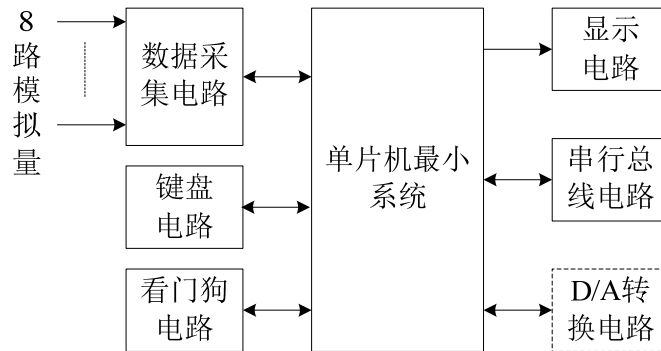 8
路
模
拟
量
数据采
集电路
键盘
电路
看门狗
电路
单片机最小
系统
显示
电路
串行总
线电路
D/A转
换电路